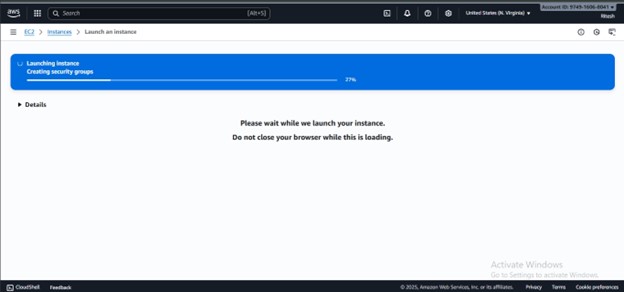 aws
Search [Alt+S]
United States (N. Virginia)
Account ID: 9749-1606-0041
EC2 > Instances > Launch an instance
Launching instance
Creating security groups
27%
Details
Please wait while we launch your instance.
Do not close your browser while this is loading.
Activate Windows
Go to Settings to activate Windows.
CloudShell Feedback © 2025, Amazon Web Services, Inc. or its affiliates. Privacy Terms Cookie preferences